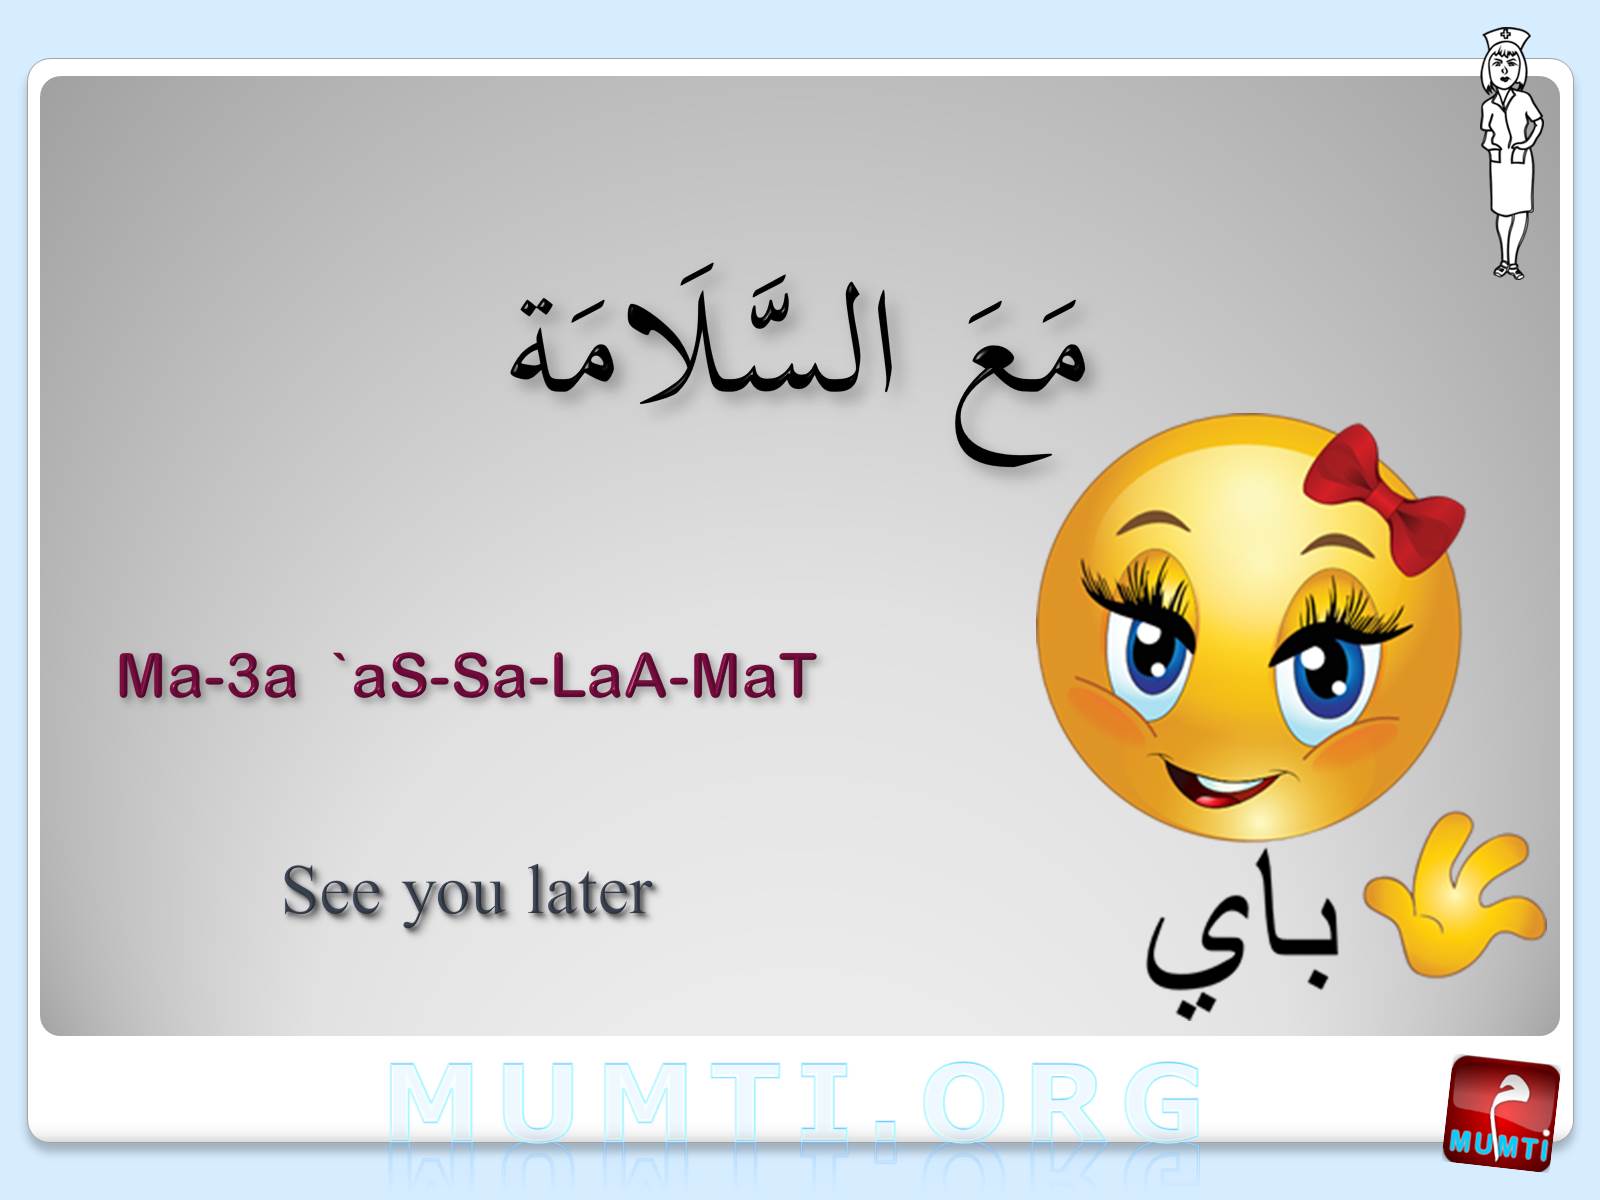 مَعَ السَّلَامَة
Ma-3a `aS-Sa-LaA-MaT
See you later
باي
MUMTI.ORG
م
MUMTi